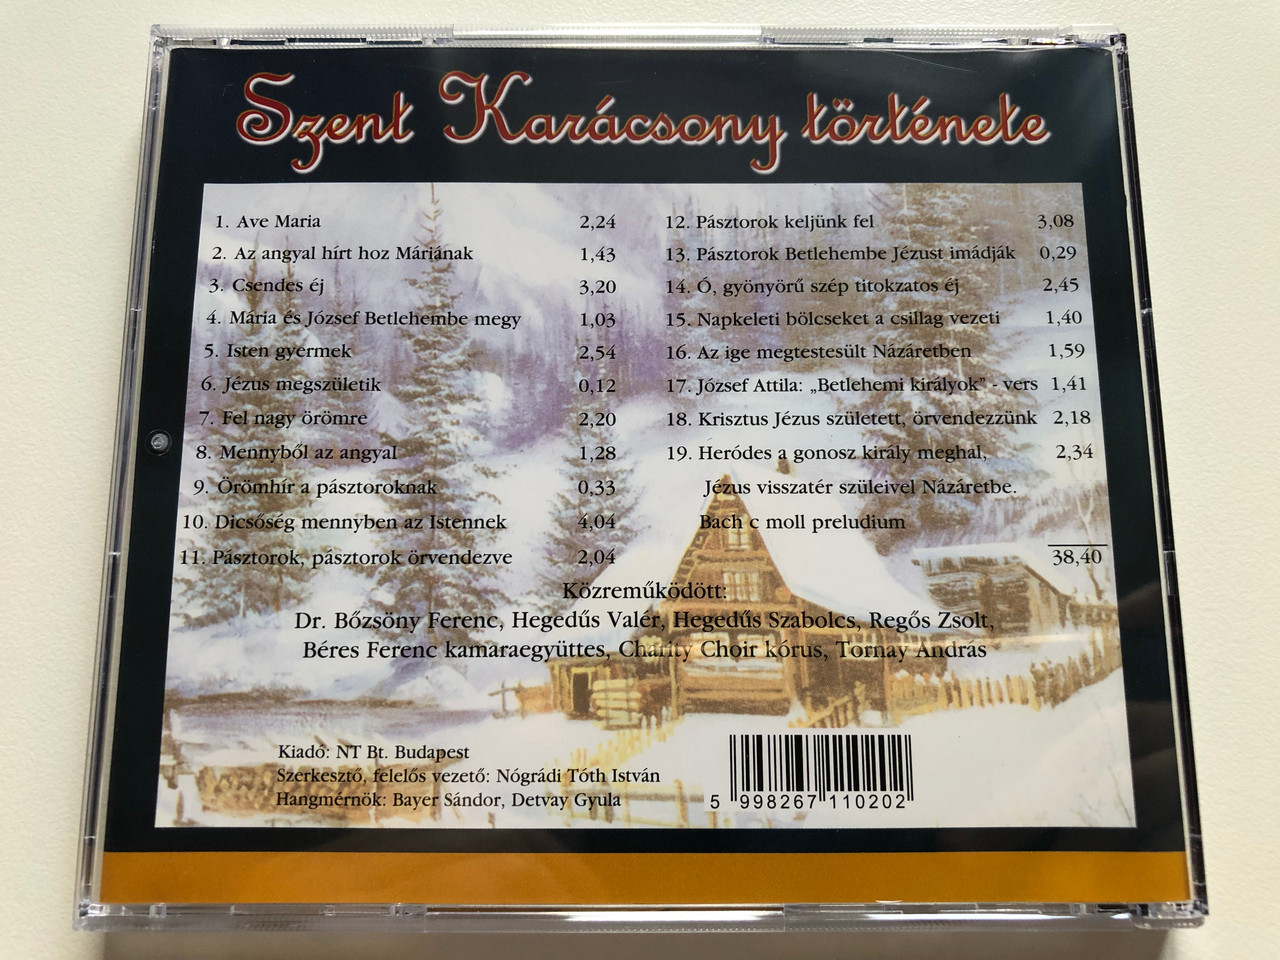 Szent Karácsony története
1. Ave Maria 2,24
2. Az angyal hírt hoz Máriának 1,43
3. Csendes éj 3,20
4. Mária és József Betlehembe megy 1,03
5. Isten gyermek 2,54
6. Jézus megszületik 0,12
7. Fel nagy örömre 2,20
8. Mennyből az angyal 1,28
9. Örömhír a pásztoroknak 0,33
10. Dicsőség mennyben az Istennek 4,04
11. Pásztorok, pásztorok örvendezve 2,04
12. Pásztorok keljünk fel 3,08
13. Pásztorok Betlehembe Jézust imádják 0,29
14. Ó, gyönyörű szép titokzatos éj 2,45
15. Napkeleti bölcseket a csillag vezeti 1,40
16. Az ige megtestesült Názáretben 1,59
17. József Attila: „Betlehemi királyok” - vers 1,41
18. Krisztus Jézus született, örvendezzünk 2,18
19. Heródes a gonosz király meghal, 2,34
Jézus visszatér szüleivel Názáretbe.
Bach c moll preludium
38,40
Közreműködött:
Dr. Bőzsöny Ferenc, Hegedűs Valér, Hegedűs Szabolcs, Regős Zsolt,
Béres Ferenc kamaraegyüttes, Charity Choir kórus, Tornay András
Kiadó: NT Bt. Budapest
Szerkesztő, felelős vezető: Nógrádi Tóth István
Hangmérnök: Bayer Sándor, Detvay Gyula
5 998267 110202